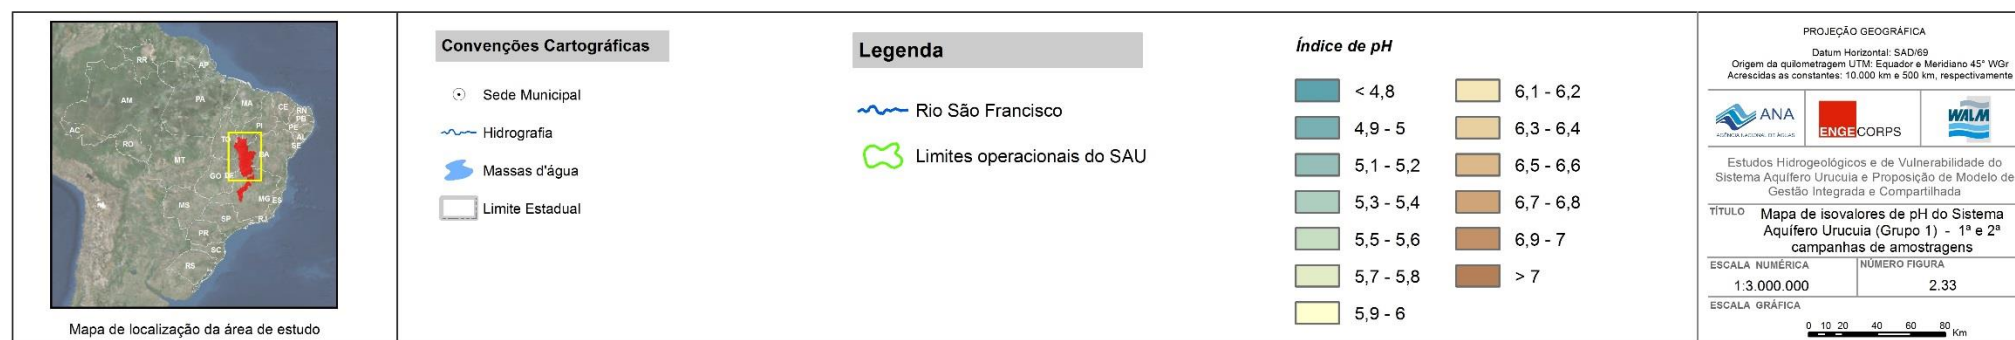 RR
AP
AM
PA
MA
CE
RN
PB
PE
AL
SE
PI
AC
RO
TO
BA
MT
GO
DF
MG
ES
MS
SP
RJ
PR
SC
RS
Mapa de localização da área de estudo
Convenções Cartográficas
Sede Municipal
Hidrografia
Massas d'água
Limite Estadual
Legenda
Rio São Francisco
Limites operacionais do SAU
Índice de pH
< 4,8
4,9 - 5
5,1 - 5,2
5,3 - 5,4
5,5 - 5,6
5,7 - 5,8
5,9 - 6
6,1 - 6,2
6,3 - 6,4
6,5 - 6,6
6,7 - 6,8
6,9 - 7
> 7
PROJEÇÃO GEOGRÁFICA
Datum Horizontal: SAD/69
Origem da quilometragem UTM: Equador e Meridiano 45° WGr
Acrescidas as constantes: 10.000 km e 500 km, respectivamente
ANA
AGÊNCIA NACIONAL DE ÁGUAS
ENGECORPS
WALM
Estudos Hidrogeológicos e de Vulnerabilidade do
Sistema Aquífero Urucuia e Proposição de Modelo de
Gestão Integrada e Compartilhada
TÍTULO
Mapa de isovalores de pH do Sistema
Aquífero Urucuia (Grupo 1) - 1ª e 2ª
campanhas de amostragens
ESCALA NUMÉRICA
1:3.000.000
NÚMERO FIGURA
2.33
ESCALA GRÁFICA
0 10 20 40 60 80
Km